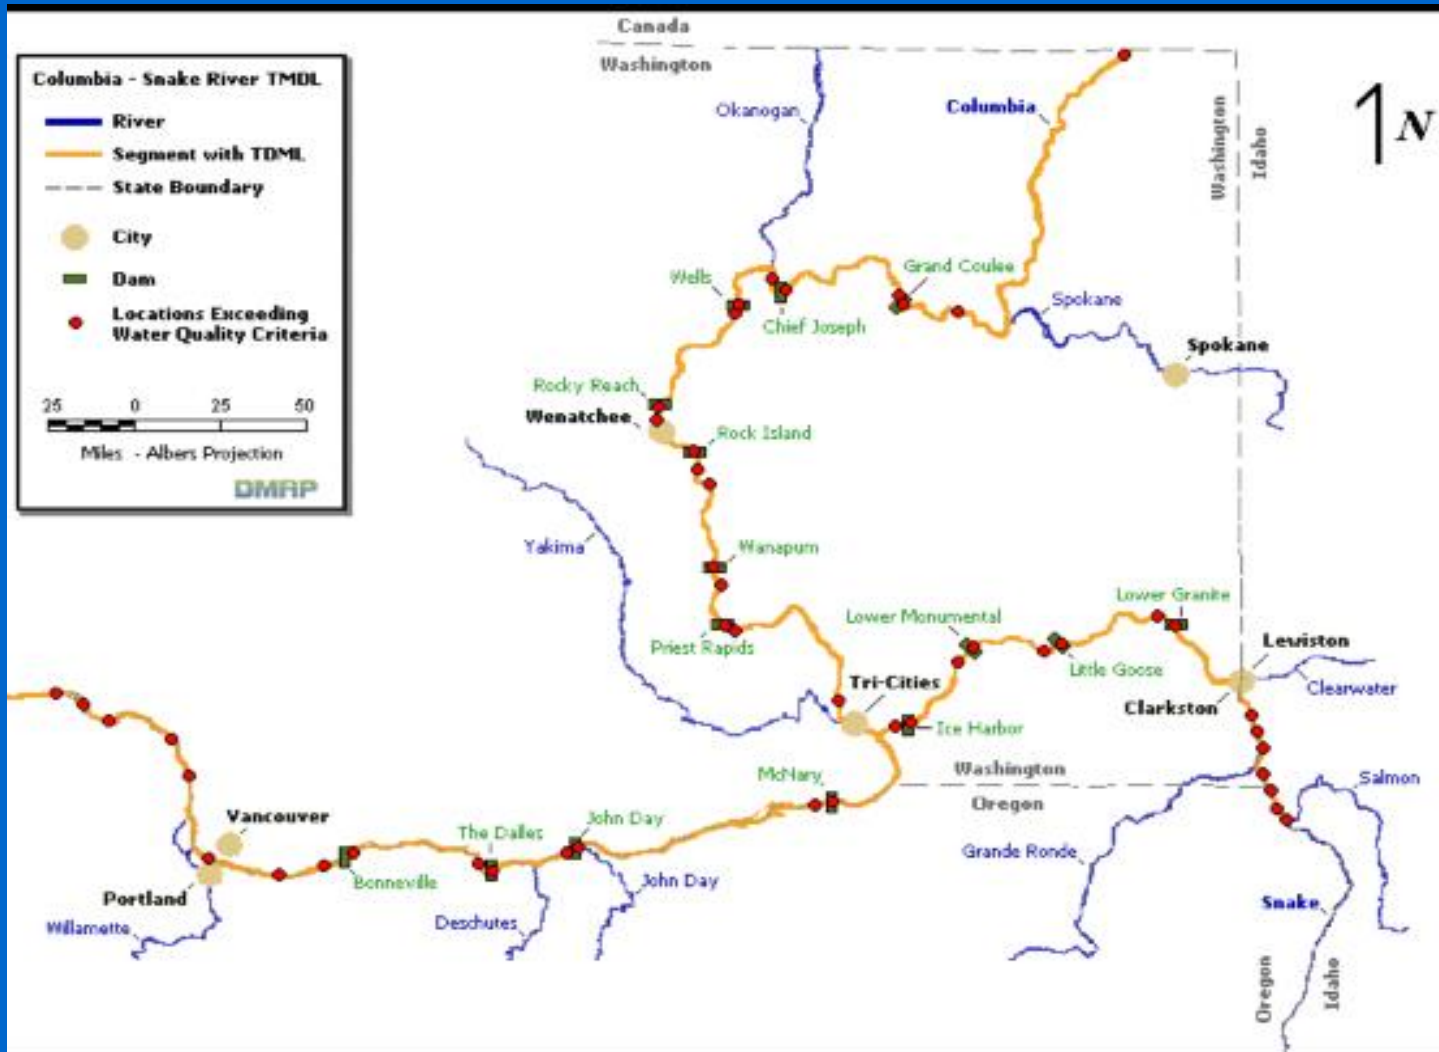 Canada
Washington
Columbia - Snake River TMDL
River
Segment with TDML
State Boundary
City
Dam
Locations Exceeding
Water Quality Criteria
25 0 25 50
Miles - Albers Projection
DMRP
Okanogan
Columbia
Washington
Idaho
N
Wells
Grand Coulee
Chief Joseph
Spokane
Spokane
Rocky Reach
Wenatchee
Rock Island
Yakima
Wanapum
Priest Rapids
Lower Monumental
Lower Granite
Little Goose
Lewiston
Clearwater
Clarkston
Tri-Cities
Ice Harbor
McNary
Washington
Oregon
Salmon
Vancouver
The Dalles
John Day
Grande Ronde
Bonneville
John Day
Portland
Willamette
Deschutes
Snake
Oregon
Idaho